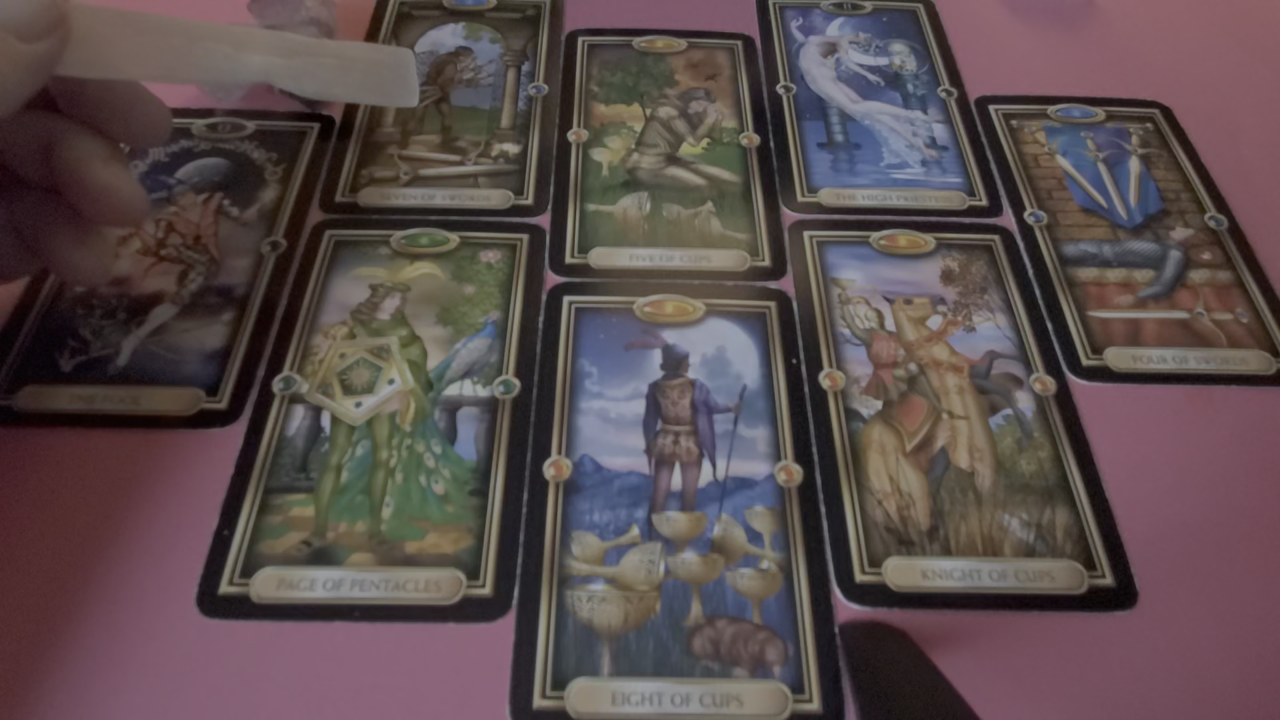 II
SEVEN OF SWORDS
FIVE OF CUPS
THE HIGH PRIESTESS
FOUR OF SWORDS
THE FOOL
PAGE OF PENTACLES
KNIGHT OF CUPS
EIGHT OF CUPS